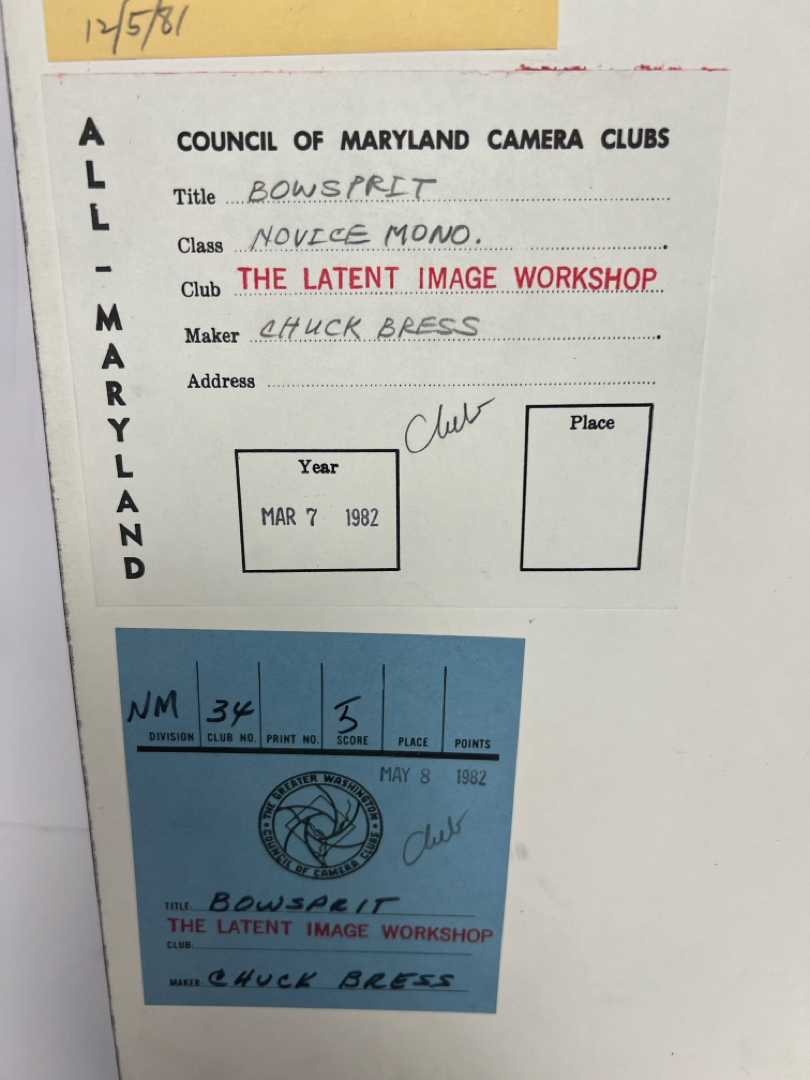 12/5/81
ALL-MARYLAND
COUNCIL OF MARYLAND CAMERA CLUBS
Title BOWSPRIT
Class NOVICE MONO.
Club THE LATENT IMAGE WORKSHOP
Maker CHUCK BRESS
Address
Club
Year
MAR 7 1982
Place
NM 34 5
DIVISION CLUB NO. PRINT NO. SCORE PLACE POINTS
MAY 8 1982
THE GREATER WASHINGTON
COUNCIL OF CAMERA CLUBS
Club
TITLE: BOWSPRIT
THE LATENT IMAGE WORKSHOP
CLUB:
MAKER: CHUCK BRESS